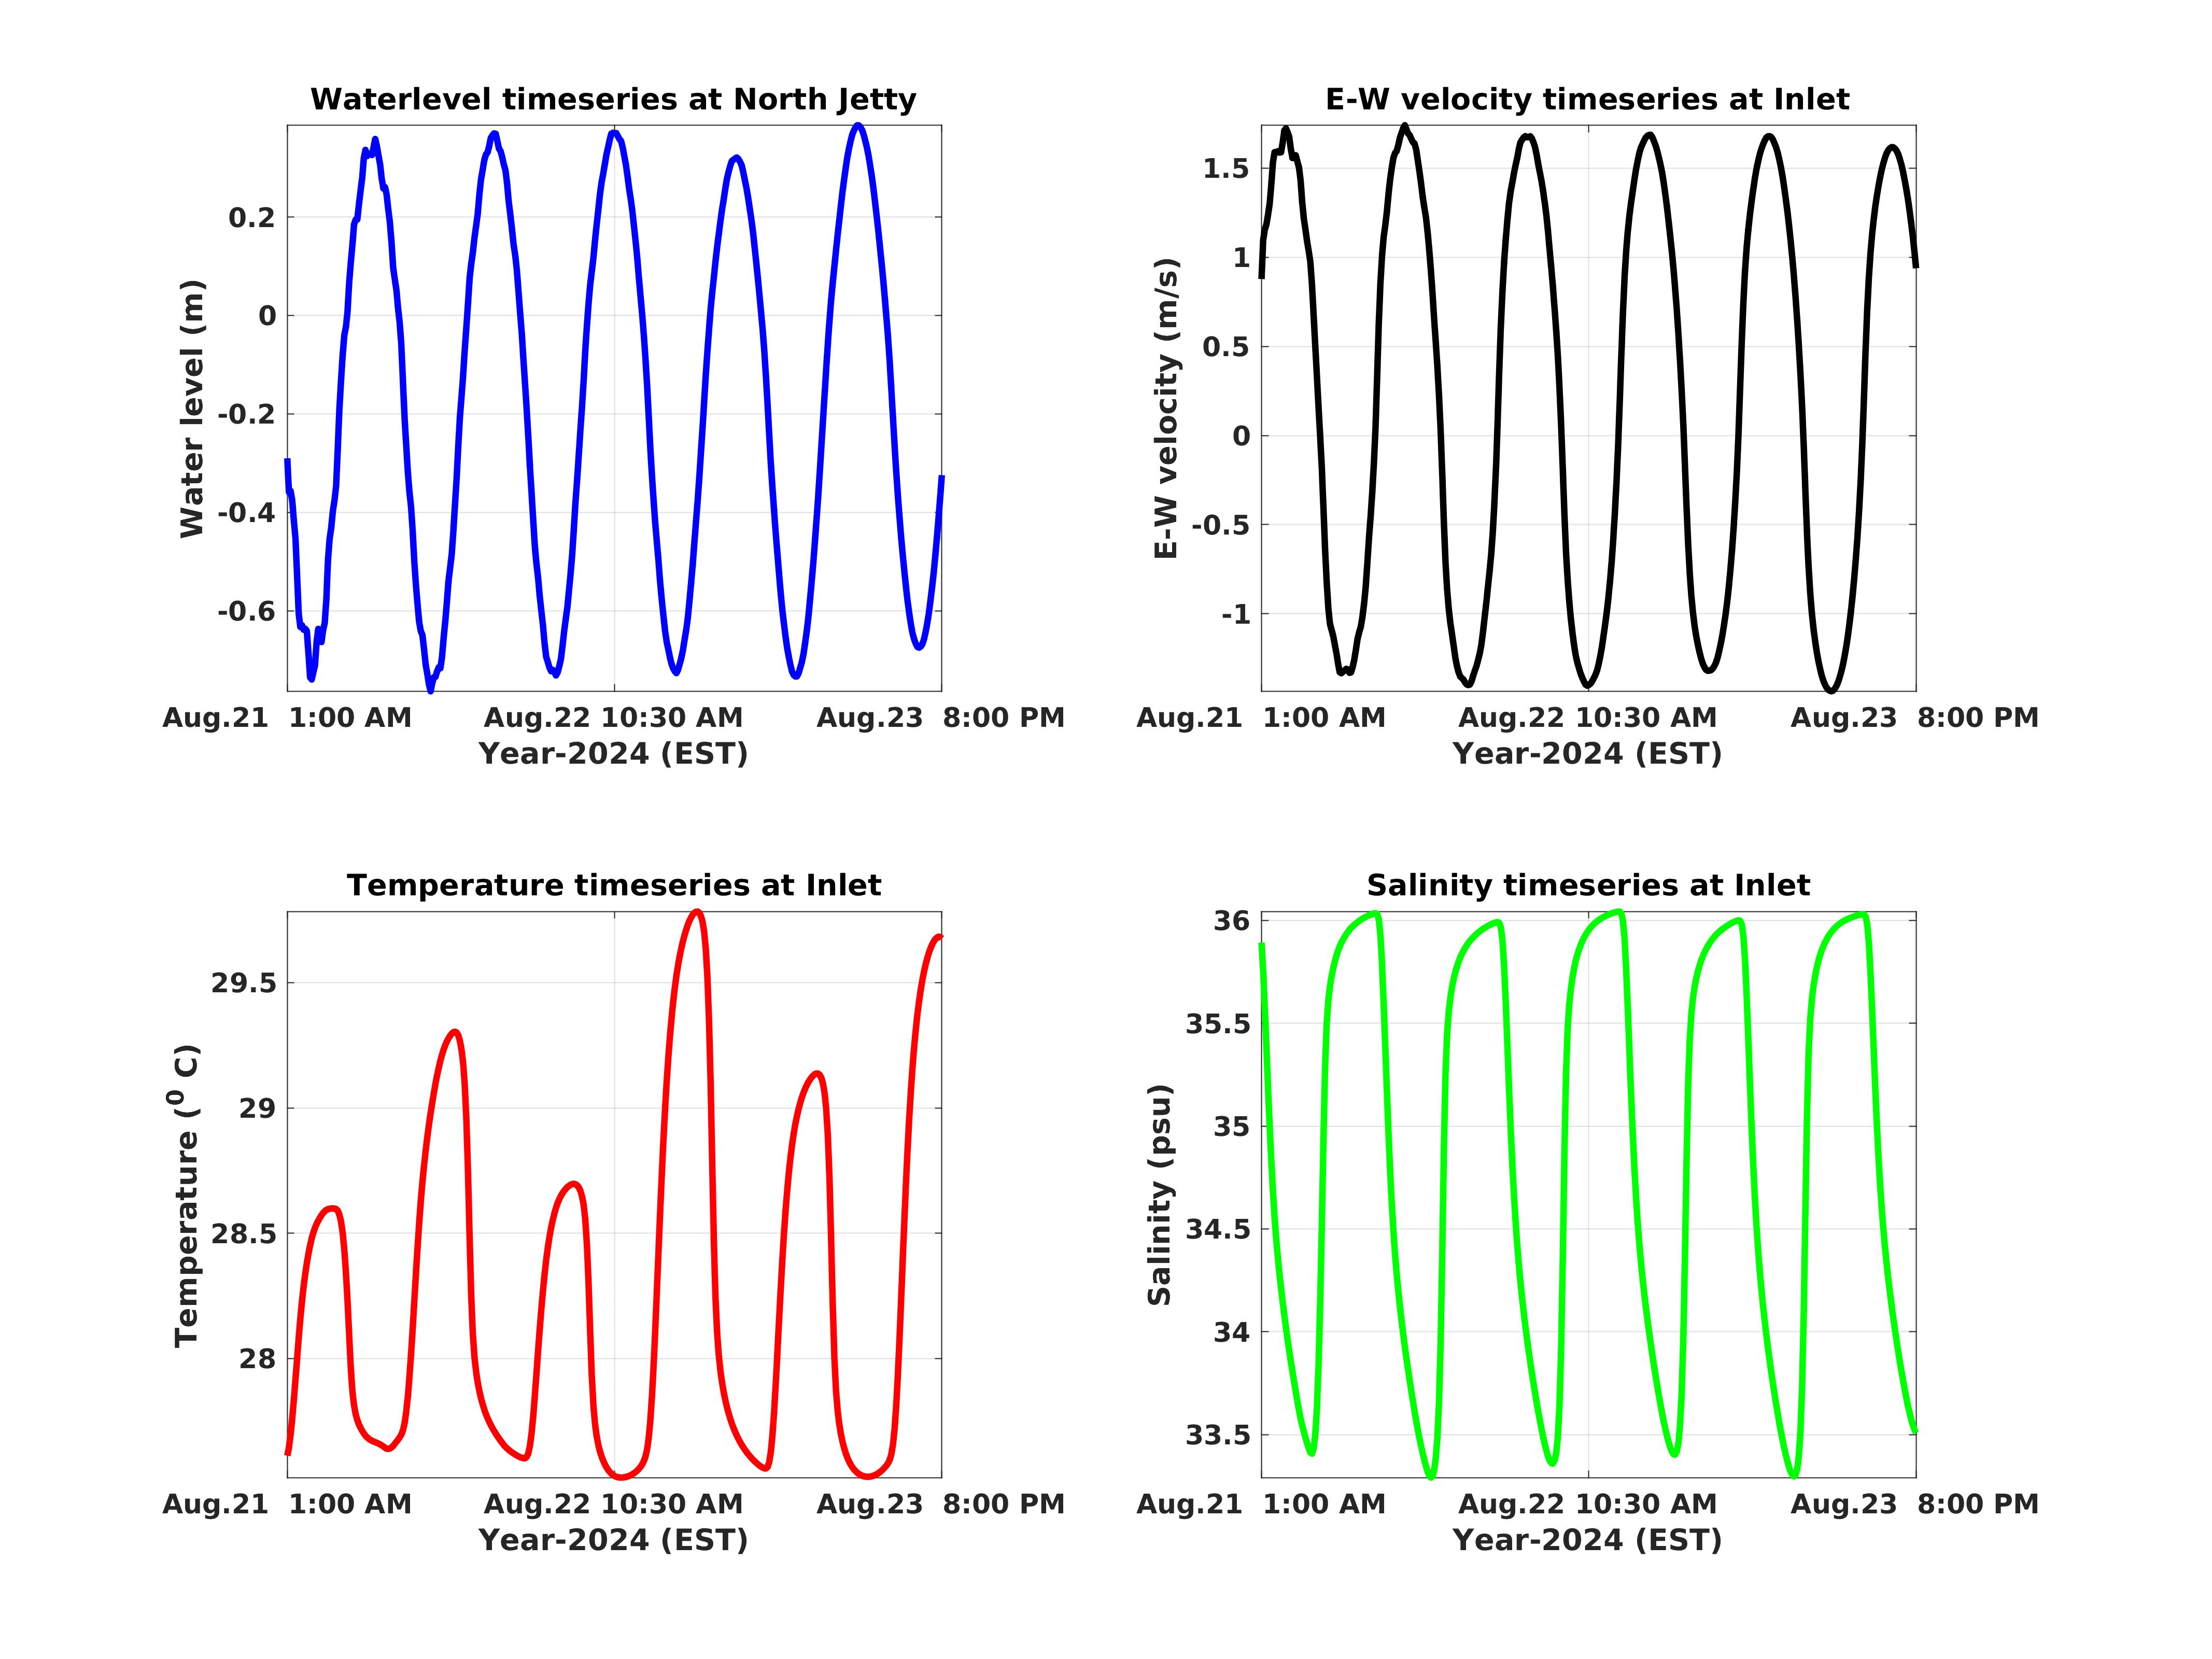 Waterlevel timeseries at North Jetty
Water level (m)
0.2
0
-0.2
-0.4
-0.6
Aug.21 1:00 AM
Aug.22 10:30 AM
Aug.23 8:00 PM
Year-2024 (EST)
E-W velocity timeseries at Inlet
E-W velocity (m/s)
1.5
1
0.5
0
-0.5
-1
Aug.21 1:00 AM
Aug.22 10:30 AM
Aug.23 8:00 PM
Year-2024 (EST)
Temperature timeseries at Inlet
Temperature (⁰ C)
29.5
29
28.5
28
Aug.21 1:00 AM
Aug.22 10:30 AM
Aug.23 8:00 PM
Year-2024 (EST)
Salinity timeseries at Inlet
Salinity (psu)
36
35.5
35
34.5
34
33.5
Aug.21 1:00 AM
Aug.22 10:30 AM
Aug.23 8:00 PM
Year-2024 (EST)